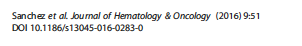 Sanchez et al. Journal of Hematology & Oncology (2016) 9:51
DOI 10.1186/s13045-016-0283-0